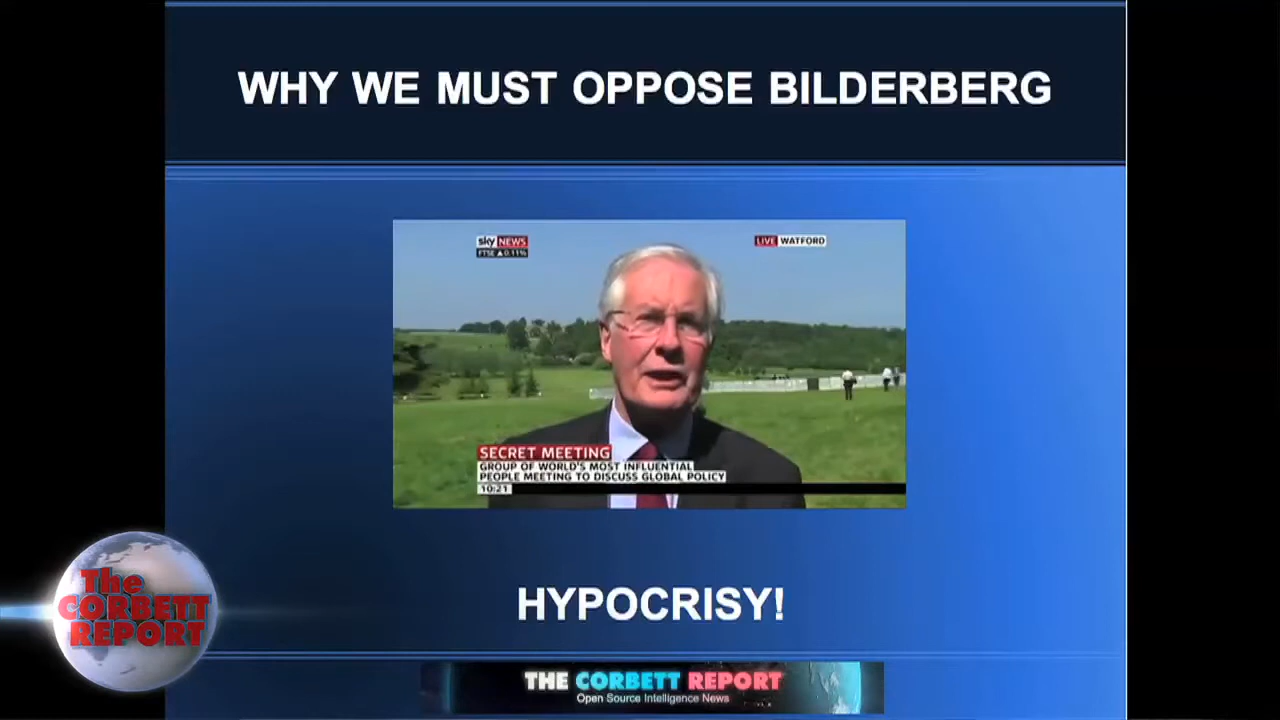 WHY WE MUST OPPOSE BILDERBERG
sky NEWS
FTSE ▲0.11%
LIVE WATFORD
SECRET MEETING
GROUP OF WORLD'S MOST INFLUENTIAL
PEOPLE MEETING TO DISCUSS GLOBAL POLICY
10:21
HYPOCRISY!
The
CORBETT
REPORT
THE CORBETT REPORT
Open Source Intelligence News